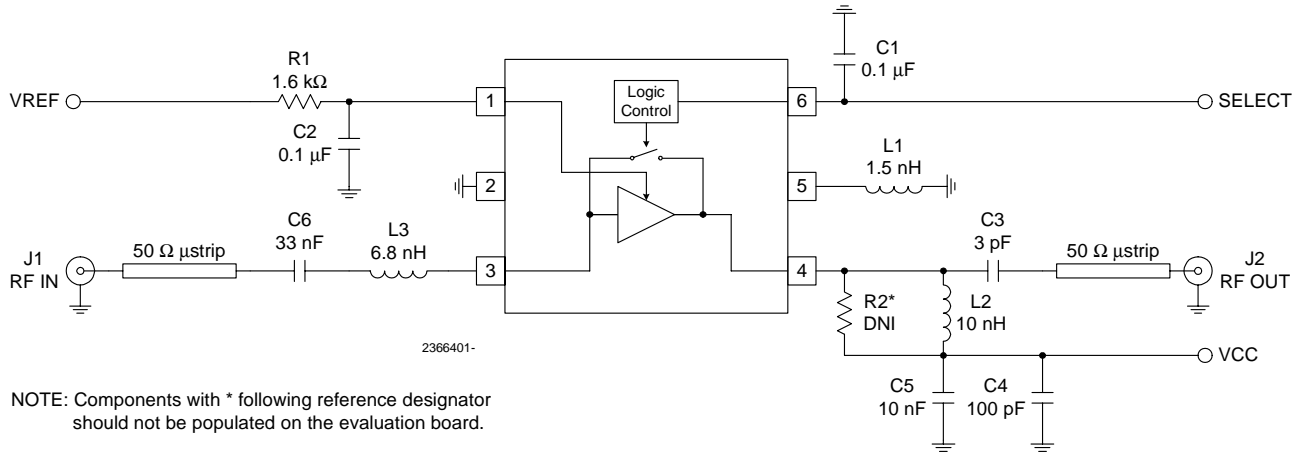 VREF
R1
1.6 kΩ
C2
0.1 µF
1
2
3
Logic
Control
6
5
4
C1
0.1 µF
SELECT
L1
1.5 nH
J1
RF IN
50 Ω µstrip
C6
33 nF
L3
6.8 nH
C3
3 pF
50 Ω µstrip
J2
RF OUT
R2*
DNI
L2
10 nH
VCC
C5
10 nF
C4
100 pF
2366401-
NOTE: Components with * following reference designator
should not be populated on the evaluation board.